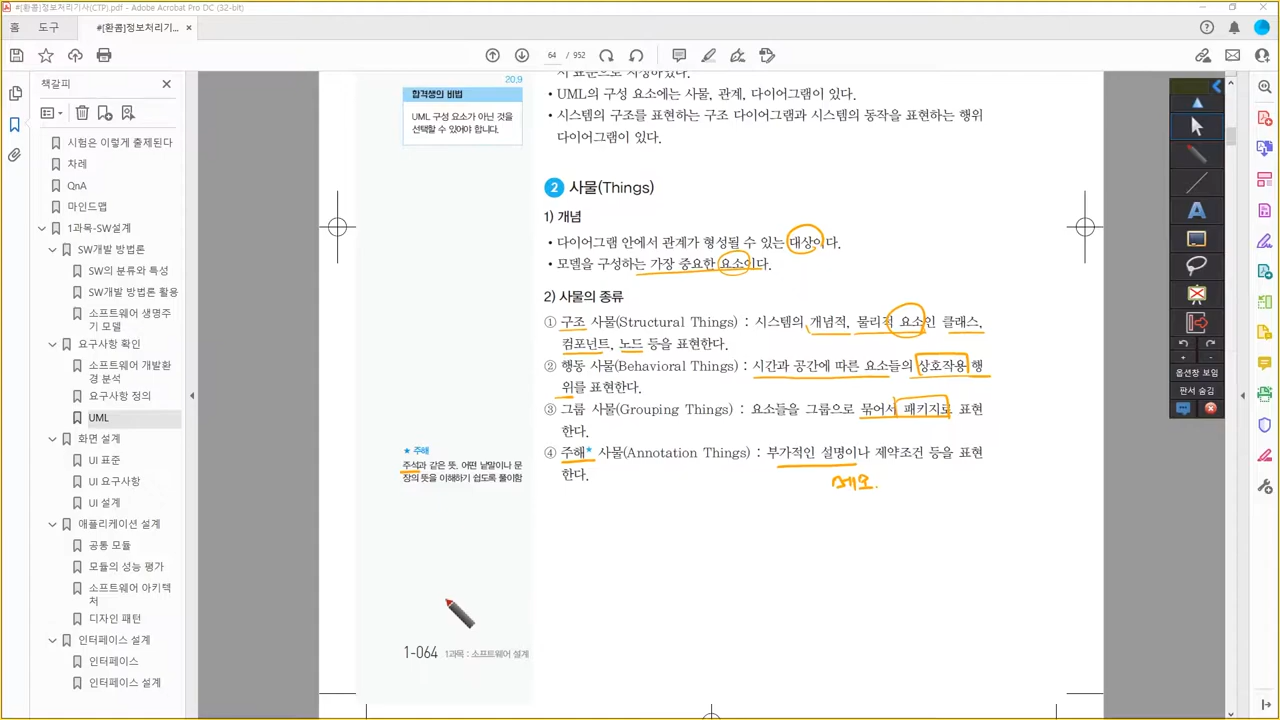 #[환콤]정보처리기사(CTP).pdf - Adobe Acrobat Pro DC (32-bit)
홈 도구 #[환콤]정보처리기... ×
64 / 952
책갈피
시험은 이렇게 출제된다
차례
QnA
마인드맵
1과목-SW설계
SW개발 방법론
SW의 분류와 특성
SW개발 방법론 활용
소프트웨어 생명주
기 모델
요구사항 확인
소프트웨어 개발환
경 분석
요구사항 정의
UML
화면 설계
UI 표준
UI 요구사항
UI 설계
애플리케이션 설계
공통 모듈
모듈의 성능 평가
소프트웨어 아키텍
처
디자인 패턴
인터페이스 설계
인터페이스
인터페이스 설계
20.9
합격생의 비법
UML 구성 요소가 아닌 것을
선택할 수 있어야 합니다.
시 표준으로 지정하였다.
• UML의 구성 요소에는 사물, 관계, 다이어그램이 있다.
• 시스템의 구조를 표현하는 구조 다이어그램과 시스템의 동작을 표현하는 행위
다이어그램이 있다.
2 사물(Things)
1) 개념
• 다이어그램 안에서 관계가 형성될 수 있는 대상이다.
• 모델을 구성하는 가장 중요한 요소이다.
2) 사물의 종류
① 구조 사물(Structural Things) : 시스템의 개념적, 물리적 요소인 클래스,
컴포넌트, 노드 등을 표현한다.
② 행동 사물(Behavioral Things) : 시간과 공간에 따른 요소들의 상호작용 행
위를 표현한다.
③ 그룹 사물(Grouping Things) : 요소들을 그룹으로 묶어서 패키지로 표현
한다.
④ 주해* 사물(Annotation Things) : 부가적인 설명이나 제약조건 등을 표현
한다.
메모.
★ 주해
주석과 같은 뜻. 어떤 낱말이나 문
장의 뜻을 이해하기 쉽도록 풀이함
1-064 1과목 : 소프트웨어 설계
A
옵션창 보임
판서 숨김